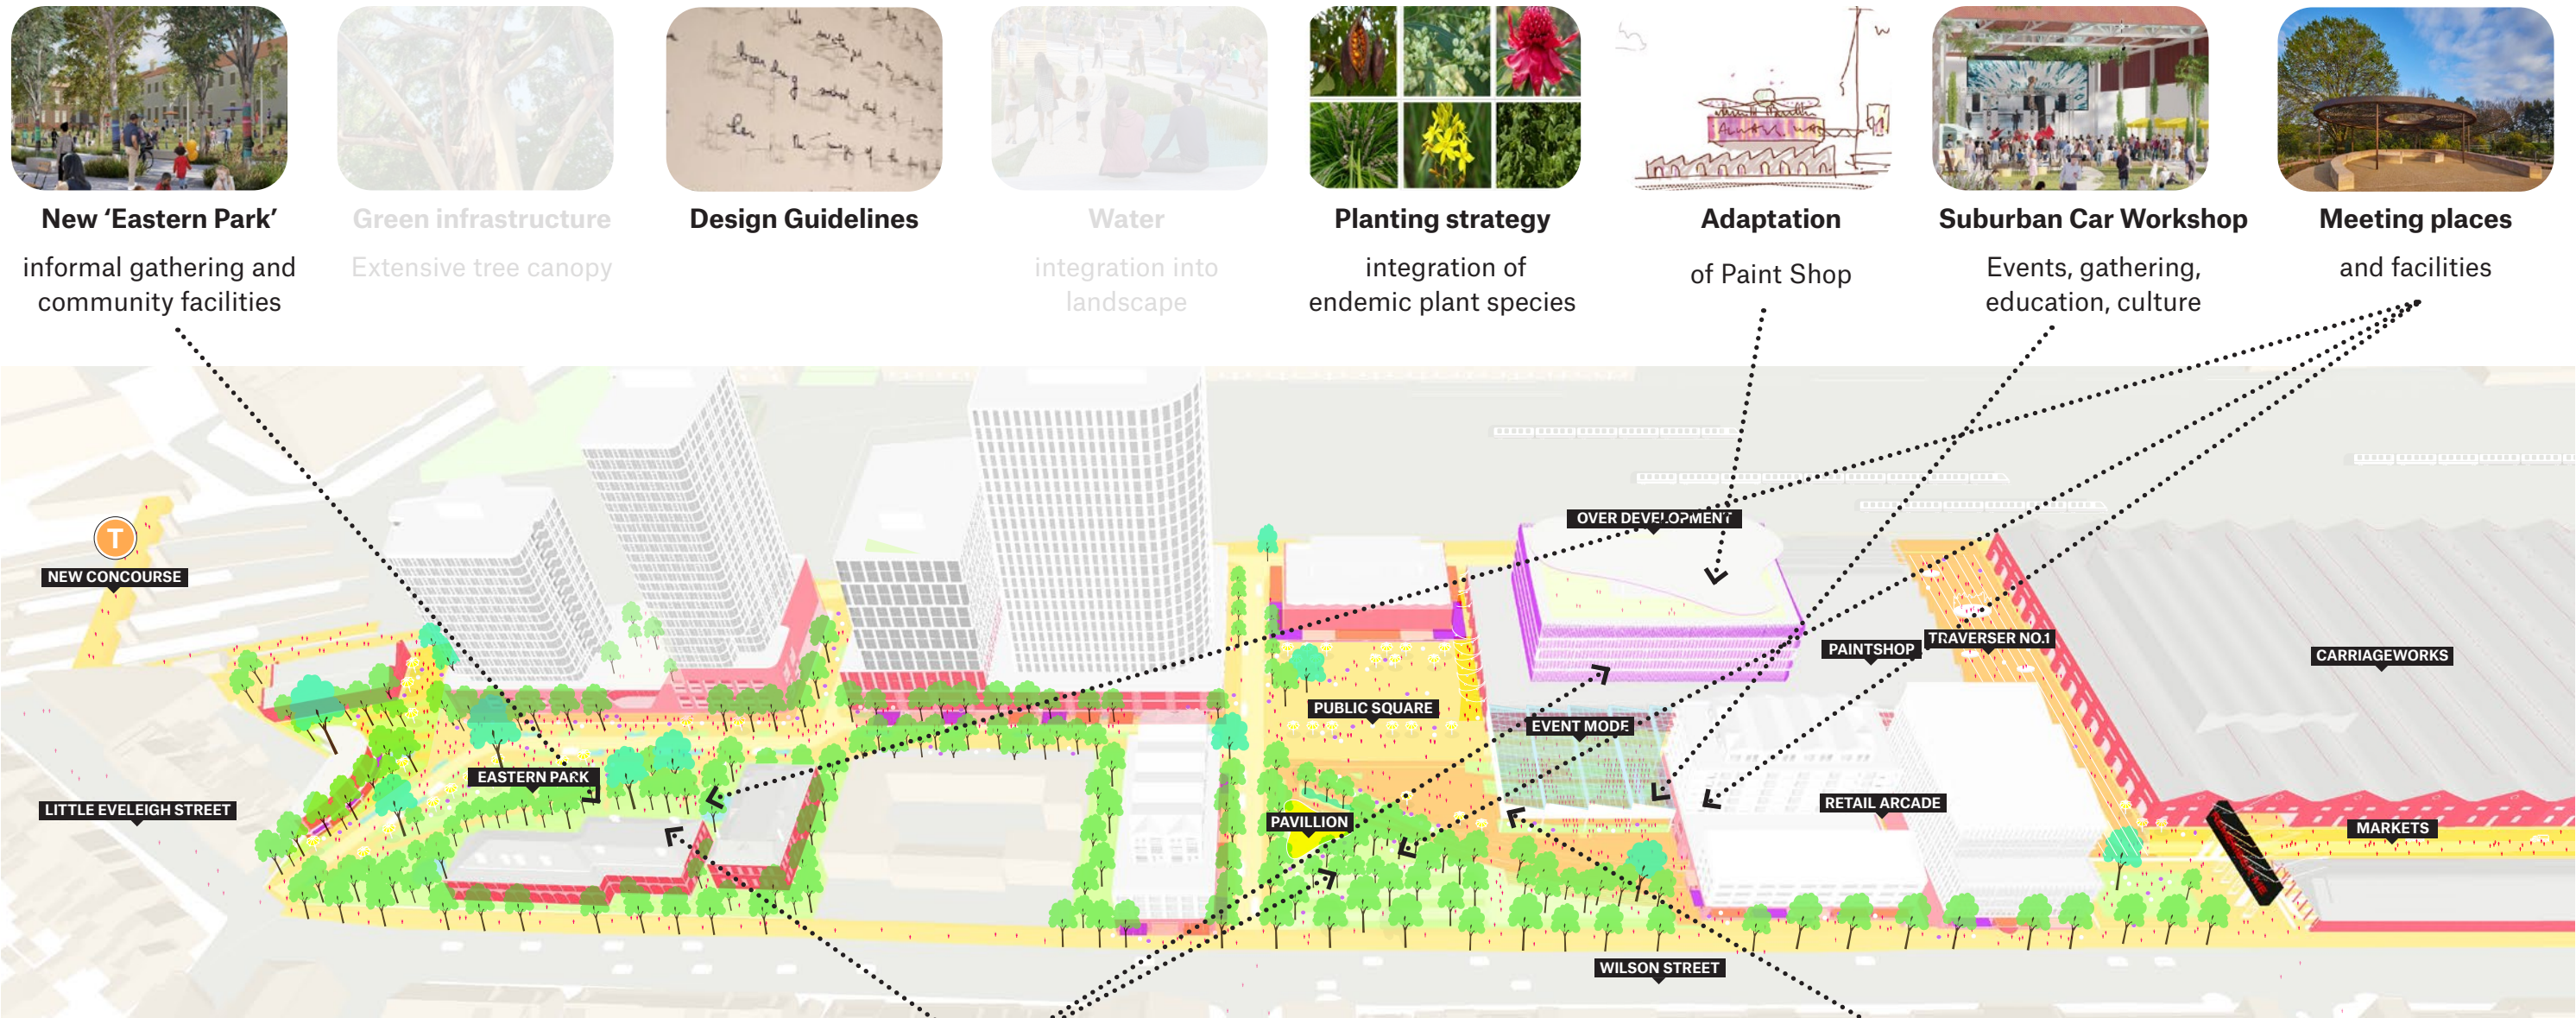 New ‘Eastern Park’
informal gathering and
community facilities
Green infrastructure
Extensive tree canopy
Design Guidelines
Water
integration into
landscape
Planting strategy
integration of
endemic plant species
Adaptation
of Paint Shop
Suburban Car Workshop
Events, gathering,
education, culture
Meeting places
and facilities
T
NEW CONCOURSE
LITTLE EVELEIGH STREET
EASTERN PARK
OVER DEVELOPMENT
PUBLIC SQUARE
EVENT MODE
PAVILLION
PAINTSHOP
TRAVERSER NO.1
CARRIAGEWORKS
RETAIL ARCADE
MARKETS
WILSON STREET